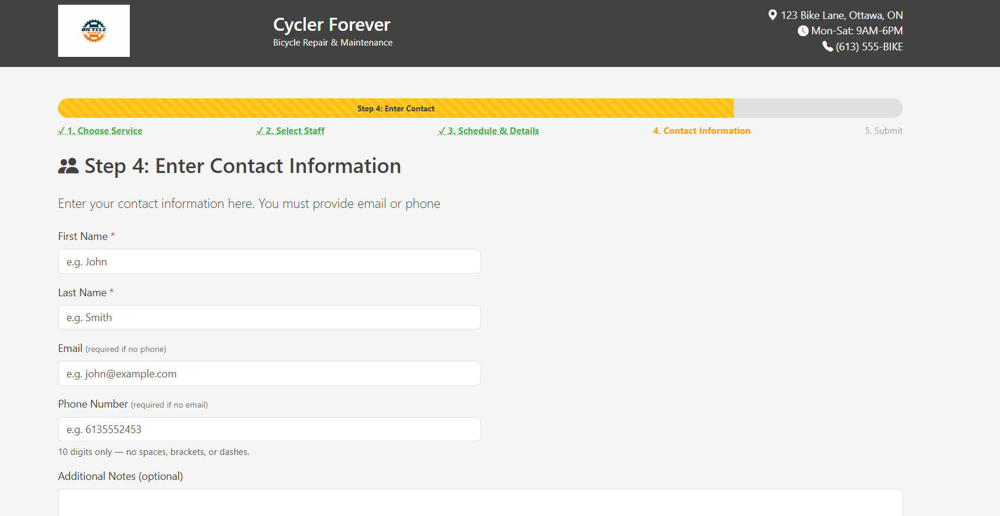 BICYCLE
REPAIR
Cycler Forever
Bicycle Repair & Maintenance
123 Bike Lane, Ottawa, ON
Mon-Sat: 9AM-6PM
(613) 555-BIKE
Step 4: Enter Contact
✓ 1. Choose Service
✓ 2. Select Staff
✓ 3. Schedule & Details
4. Contact Information
5. Submit
Step 4: Enter Contact Information
Enter your contact information here. You must provide email or phone
First Name *
e.g. John
Last Name *
e.g. Smith
Email (required if no phone)
e.g. john@example.com
Phone Number (required if no email)
e.g. 6135552453
10 digits only — no spaces, brackets, or dashes.
Additional Notes (optional)